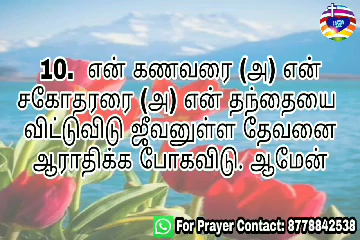 10. என் கணவரை (அ) என்
சகோதரரை (அ) என் தந்தையை
விட்டுவிடு ஜீவனுள்ள தேவனை
ஆராதிக்க போகவிடு. ஆமேன்
For Prayer Contact: 8778842538